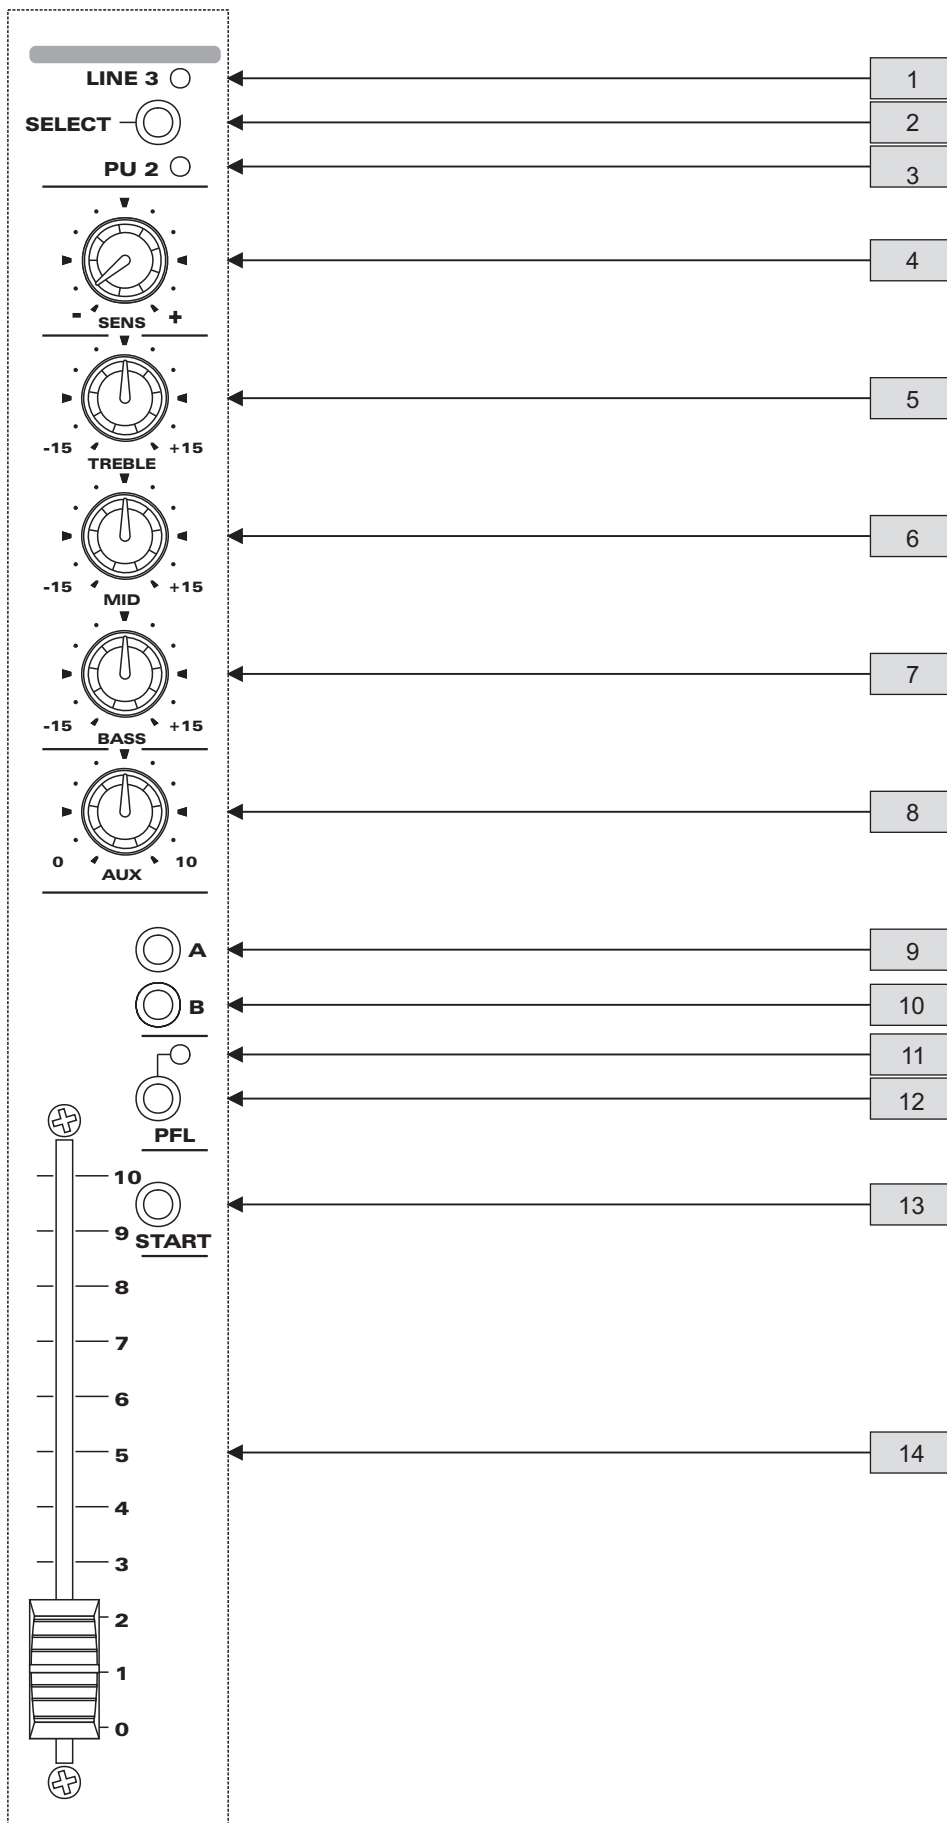 LINE 3 1
SELECT 2
PU 2 3
4
- SENS +
5
-15 +15
TREBLE
6
-15 +15
MID
7
-15 +15
BASS
8
0 10
AUX
A 9
B 10
11
12
PFL
10
13
9 START
8
7
6
5 14
4
3
2
1
0